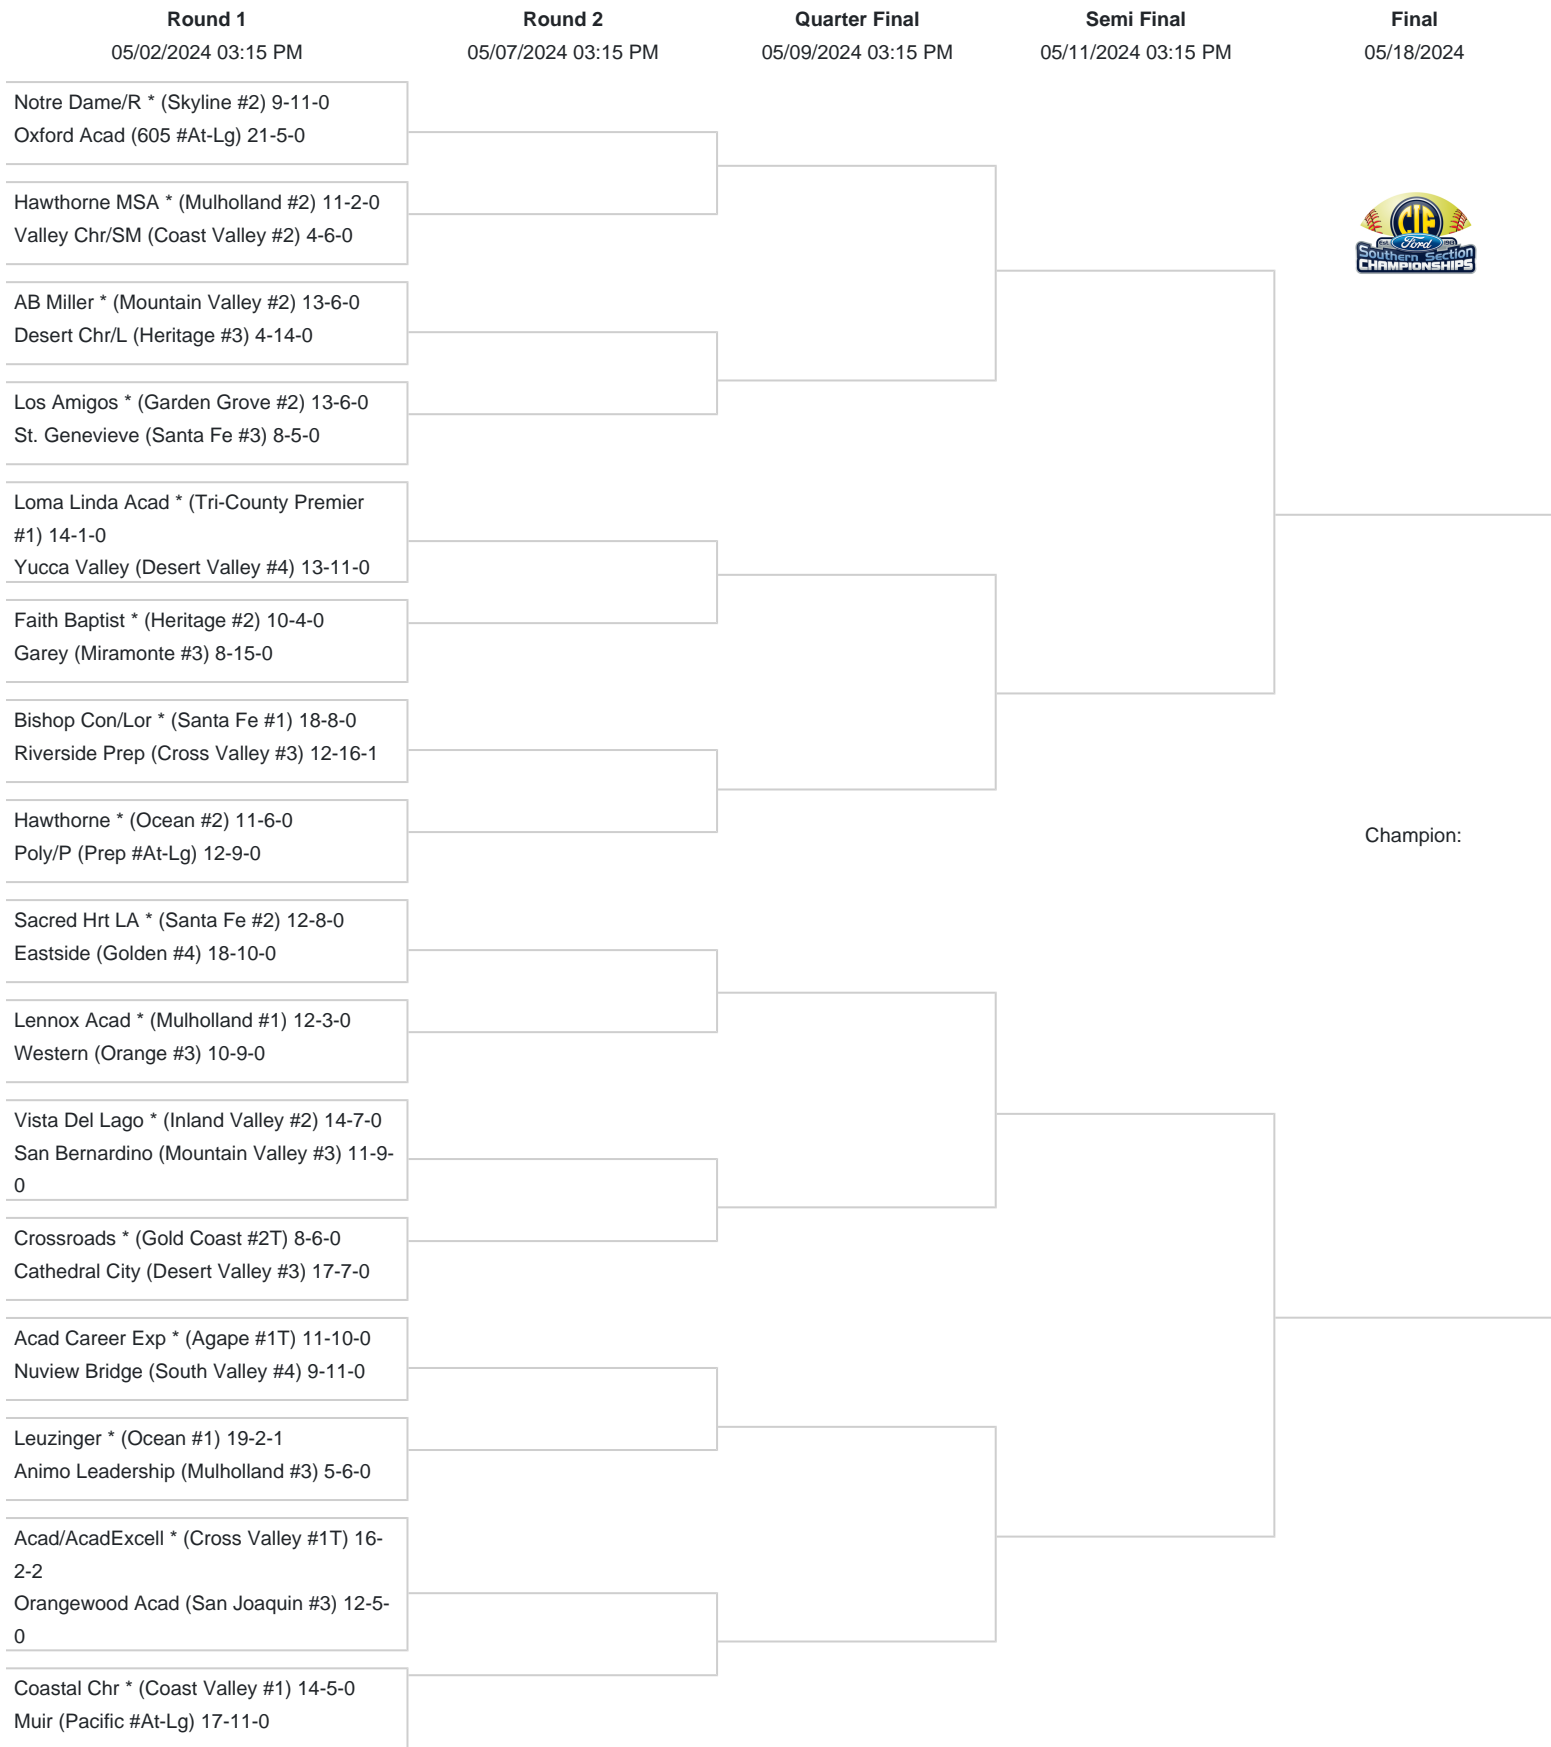 Round 1
Round 2
Quarter Final
Semi Final
Final
05/02/2024 03:15 PM
05/07/2024 03:15 PM
05/09/2024 03:15 PM
05/11/2024 03:15 PM
05/18/2024
Notre Dame/R * (Skyline #2) 9-11-0
Oxford Acad (605 #At-Lg) 21-5-0
Hawthorne MSA * (Mulholland #2) 11-2-0
Valley Chr/SM (Coast Valley #2) 4-6-0
CIF
Ford
Southern Section
CHAMPIONSHIPS
AB Miller * (Mountain Valley #2) 13-6-0
Desert Chr/L (Heritage #3) 4-14-0
Los Amigos * (Garden Grove #2) 13-6-0
St. Genevieve (Santa Fe #3) 8-5-0
Loma Linda Acad * (Tri-County Premier
#1) 14-1-0
Yucca Valley (Desert Valley #4) 13-11-0
Faith Baptist * (Heritage #2) 10-4-0
Garey (Miramonte #3) 8-15-0
Bishop Con/Lor * (Santa Fe #1) 18-8-0
Riverside Prep (Cross Valley #3) 12-16-1
Hawthorne * (Ocean #2) 11-6-0
Poly/P (Prep #At-Lg) 12-9-0
Champion:
Sacred Hrt LA * (Santa Fe #2) 12-8-0
Eastside (Golden #4) 18-10-0
Lennox Acad * (Mulholland #1) 12-3-0
Western (Orange #3) 10-9-0
Vista Del Lago * (Inland Valley #2) 14-7-0
San Bernardino (Mountain Valley #3) 11-9-
0
Crossroads * (Gold Coast #2T) 8-6-0
Cathedral City (Desert Valley #3) 17-7-0
Acad Career Exp * (Agape #1T) 11-10-0
Nuview Bridge (South Valley #4) 9-11-0
Leuzinger * (Ocean #1) 19-2-1
Animo Leadership (Mulholland #3) 5-6-0
Acad/AcadExcell * (Cross Valley #1T) 16-
2-2
Orangewood Acad (San Joaquin #3) 12-5-
0
Coastal Chr * (Coast Valley #1) 14-5-0
Muir (Pacific #At-Lg) 17-11-0